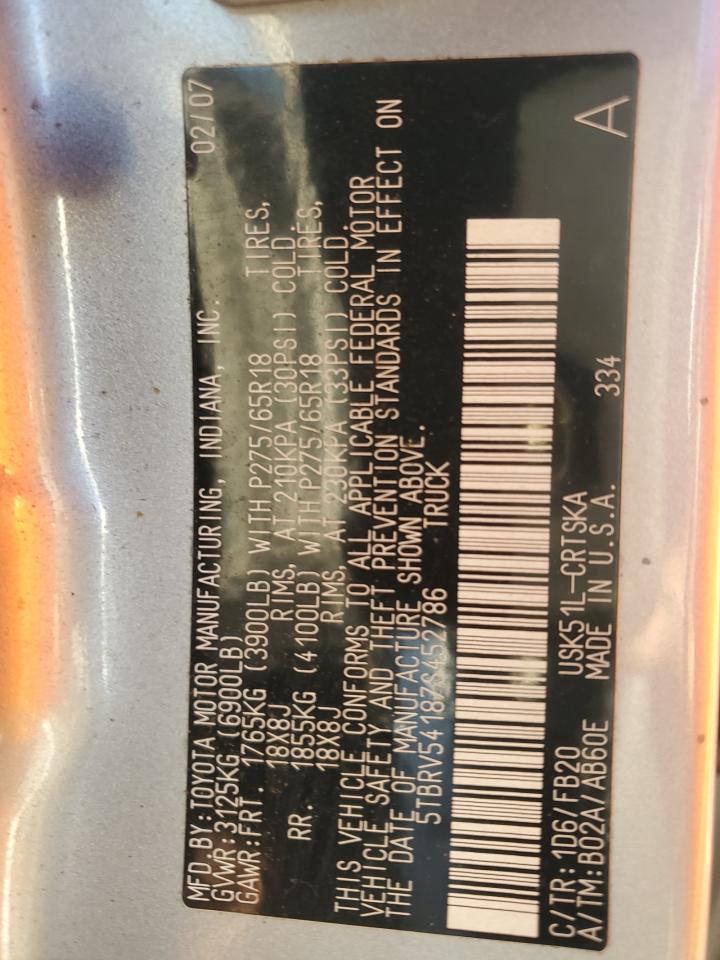 MFD.BY:TOYOTA MOTOR MANUFACTURING, INDIANA, INC. 02/07
GVWR:3125KG (6900LB)
GAWR:FRT. 1765KG (3900LB) WITH P275/65R18 TIRES,
18X8J RIMS, AT 210KPA (30PSI) COLD.
RR. 1855KG (4100LB) WITH P275/65R18 TIRES,
18X8J RIMS, AT 230KPA (33PSI) COLD.
THIS VEHICLE CONFORMS TO ALL APPLICABLE FEDERAL MOTOR
VEHICLE SAFETY AND THEFT PREVENTION STANDARDS IN EFFECT ON
THE DATE OF MANUFACTURE SHOWN ABOVE.
5TBRV54187S452786 TRUCK
C/TR:1D6/FB20 USK51L-CRTSKA
A/TM:B02A/AB60E MADE IN U.S.A. 334 A